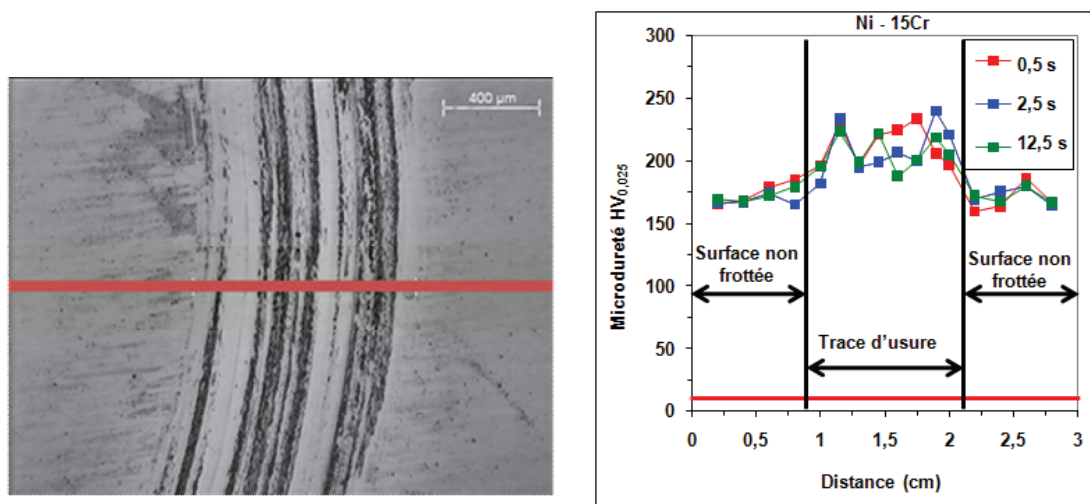 400 µm
Ni - 15Cr
Microdureté HV0,025
300
250
200
150
100
50
0
0,5 s
2,5 s
12,5 s
Surface non
frottée
Surface non
frottée
Trace d'usure
0 0,5 1 1,5 2 2,5 3
Distance (cm)